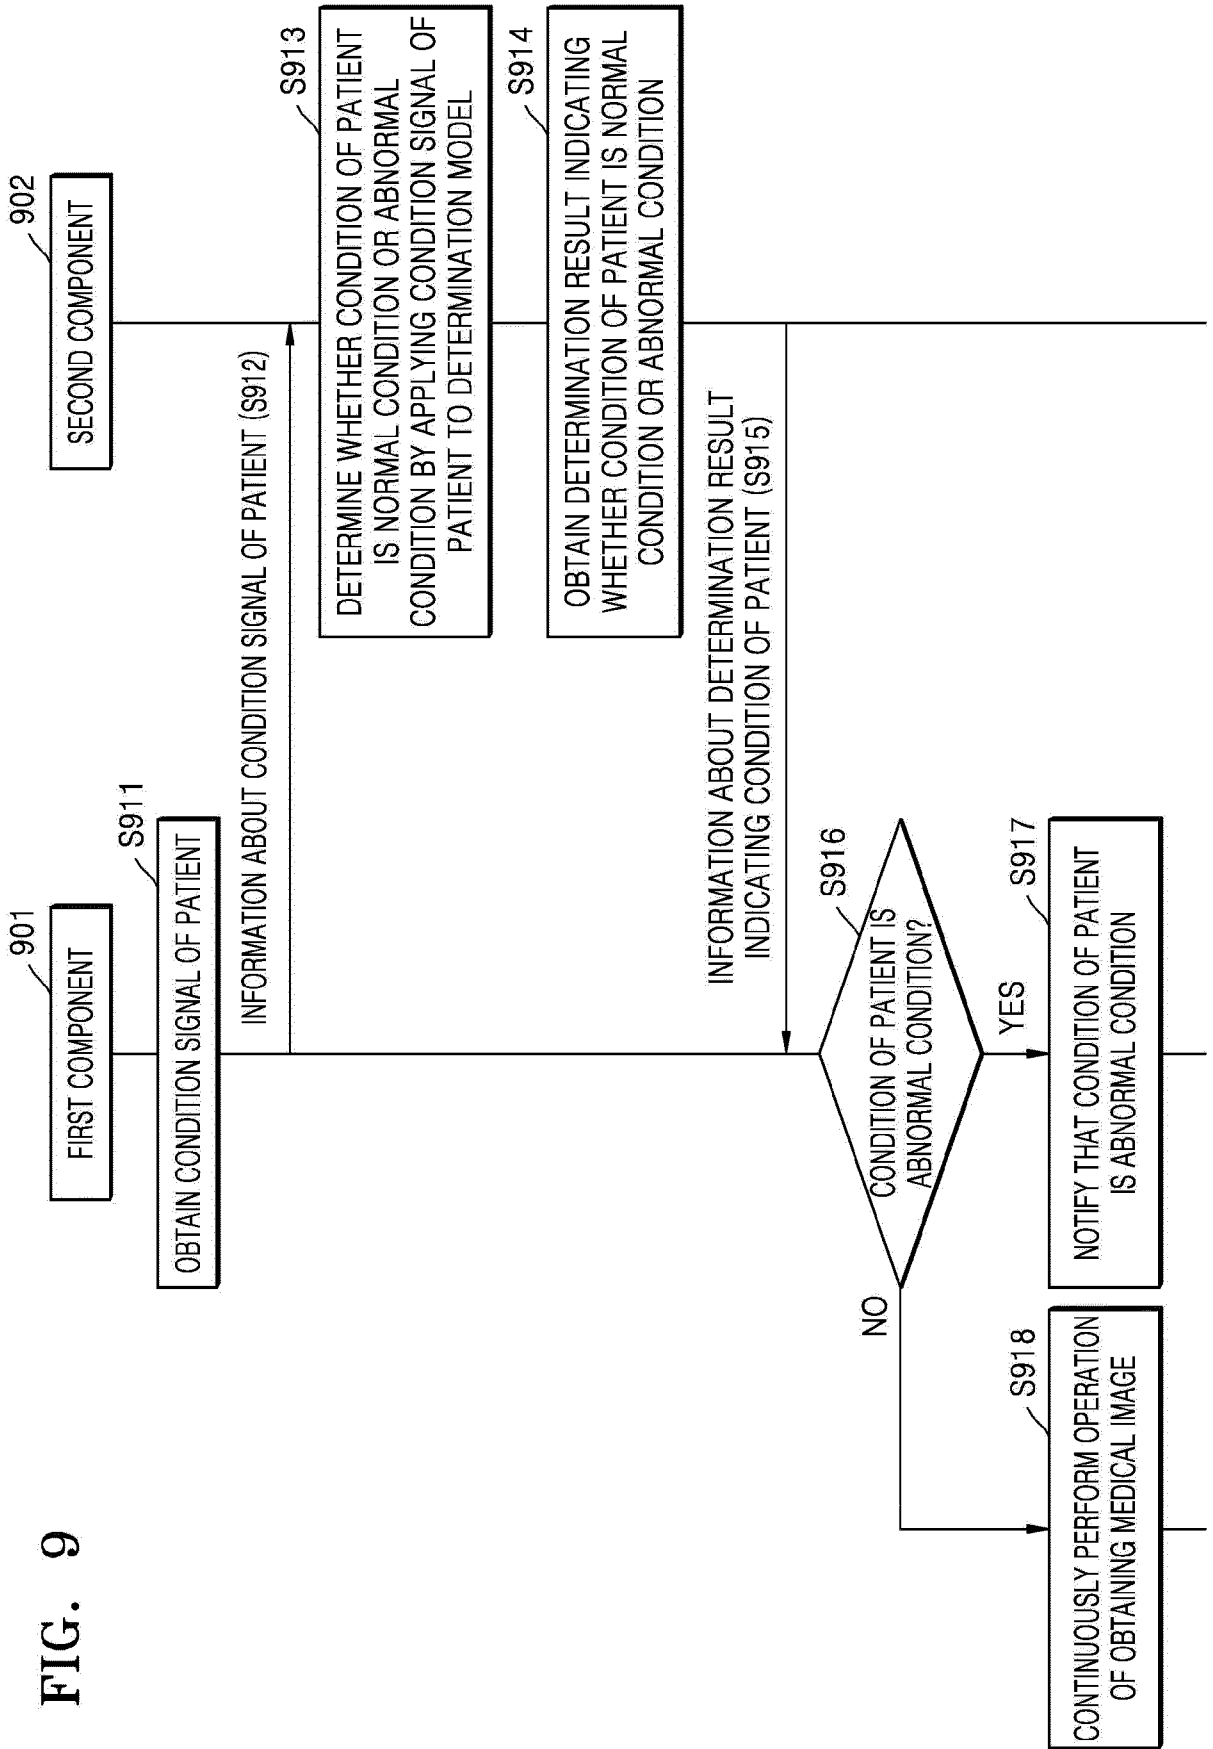 FIG. 9
901
902
FIRST COMPONENT
SECOND COMPONENT
S911
OBTAIN CONDITION SIGNAL OF PATIENT
INFORMATION ABOUT CONDITION SIGNAL OF PATIENT (S912)
S913
DETERMINE WHETHER CONDITION OF PATIENT
IS NORMAL CONDITION OR ABNORMAL
CONDITION BY APPLYING CONDITION SIGNAL OF
PATIENT TO DETERMINATION MODEL
S914
OBTAIN DETERMINATION RESULT INDICATING
WHETHER CONDITION OF PATIENT IS NORMAL
CONDITION OR ABNORMAL CONDITION
INFORMATION ABOUT DETERMINATION RESULT
INDICATING CONDITION OF PATIENT (S915)
S916
CONDITION OF PATIENT IS
ABNORMAL CONDITION?
NO
YES
S918
CONTINUOUSLY PERFORM OPERATION
OF OBTAINING MEDICAL IMAGE
S917
NOTIFY THAT CONDITION OF PATIENT
IS ABNORMAL CONDITION